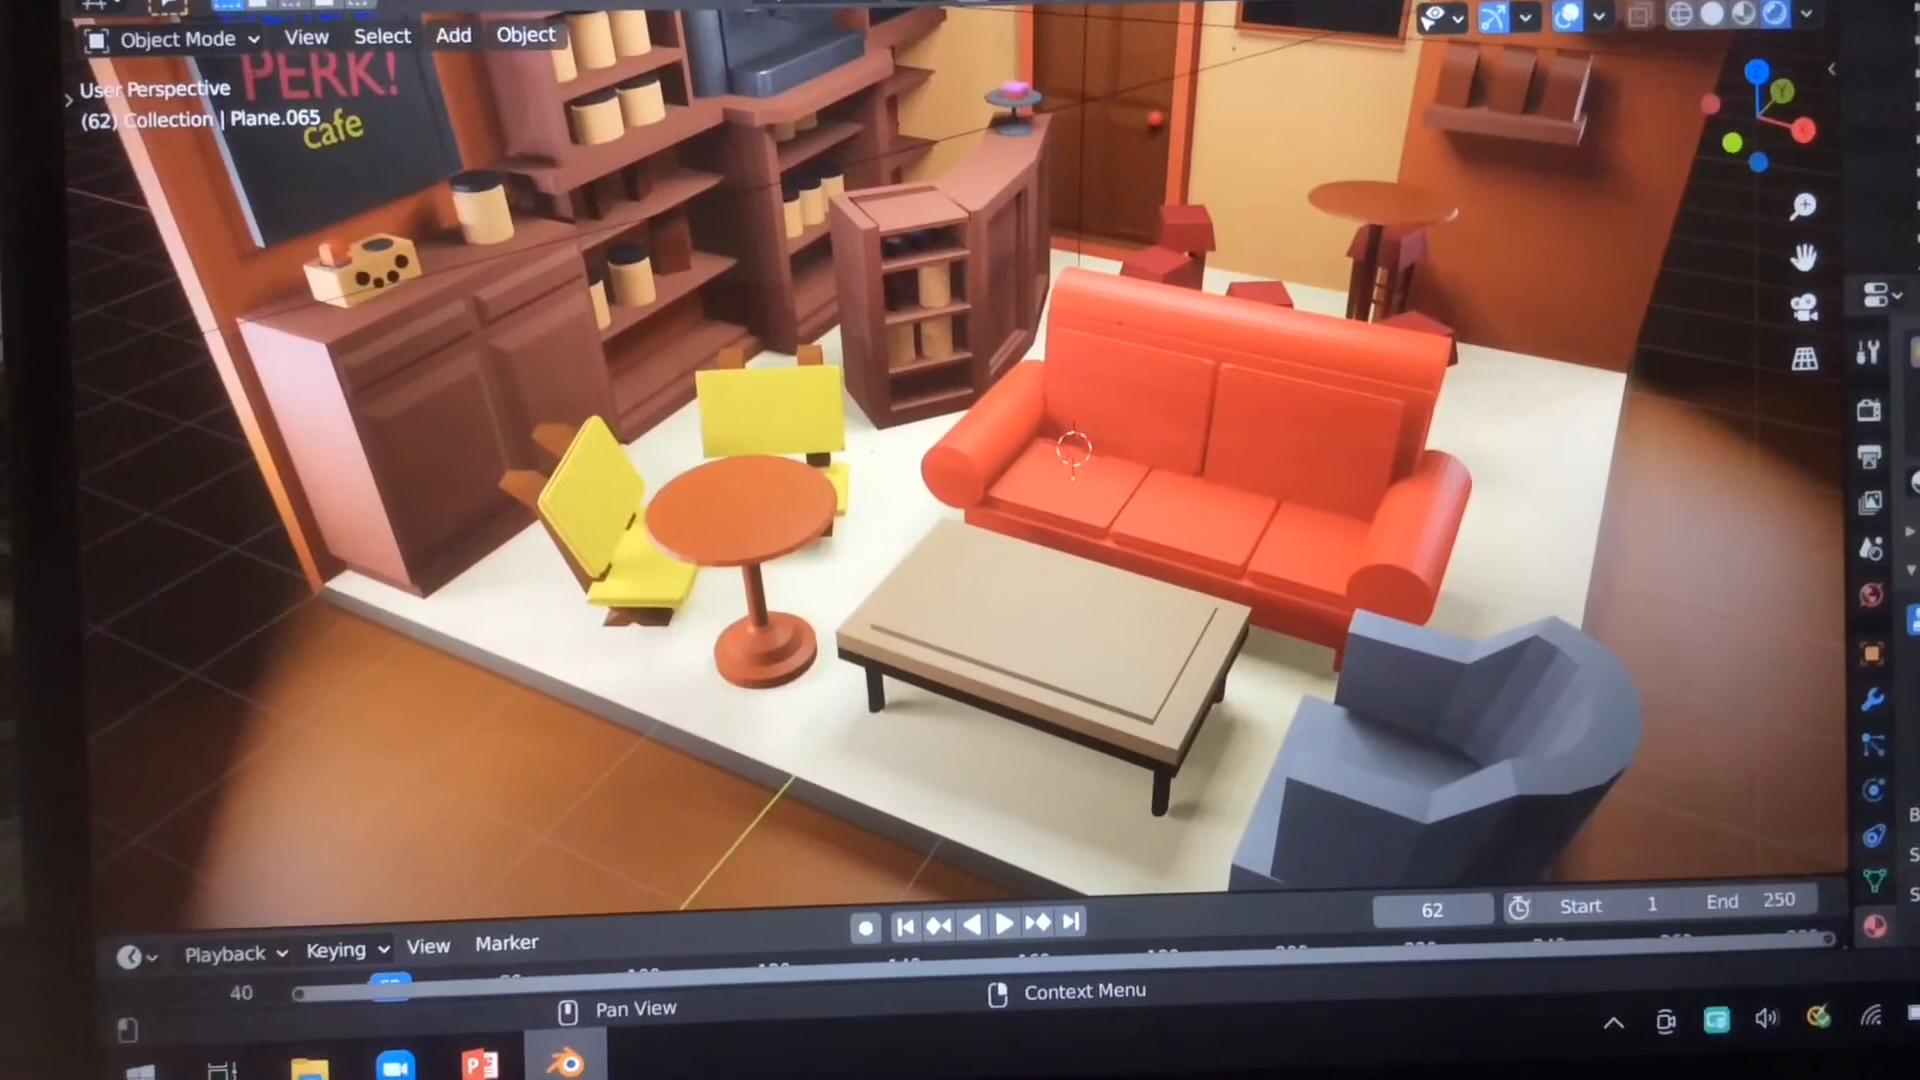 Object Mode View Select Add Object
PERK!
cafe
User Perspective
(62) Collection | Plane.065
62 Start 1 End 250
Playback Keying View Marker
40
Pan View
Context Menu